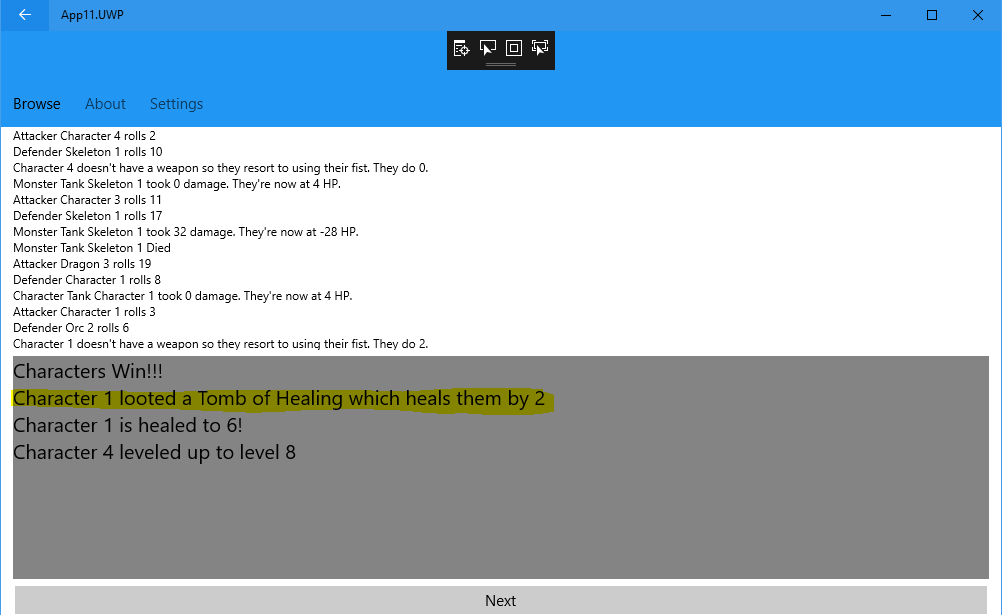 App11.UWP
Browse About Settings
Attacker Character 4 rolls 2
Defender Skeleton 1 rolls 10
Character 4 doesn't have a weapon so they resort to using their fist. They do 0.
Monster Tank Skeleton 1 took 0 damage. They're now at 4 HP.
Attacker Character 3 rolls 11
Defender Skeleton 1 rolls 17
Monster Tank Skeleton 1 took 32 damage. They're now at -28 HP.
Monster Tank Skeleton 1 Died
Attacker Dragon 3 rolls 19
Defender Character 1 rolls 8
Character Tank Character 1 took 0 damage. They're now at 4 HP.
Attacker Character 1 rolls 3
Defender Orc 2 rolls 6
Character 1 doesn't have a weapon so they resort to using their fist. They do 2.
Characters Win!!!
Character 1 looted a Tomb of Healing which heals them by 2
Character 1 is healed to 6!
Character 4 leveled up to level 8
Next